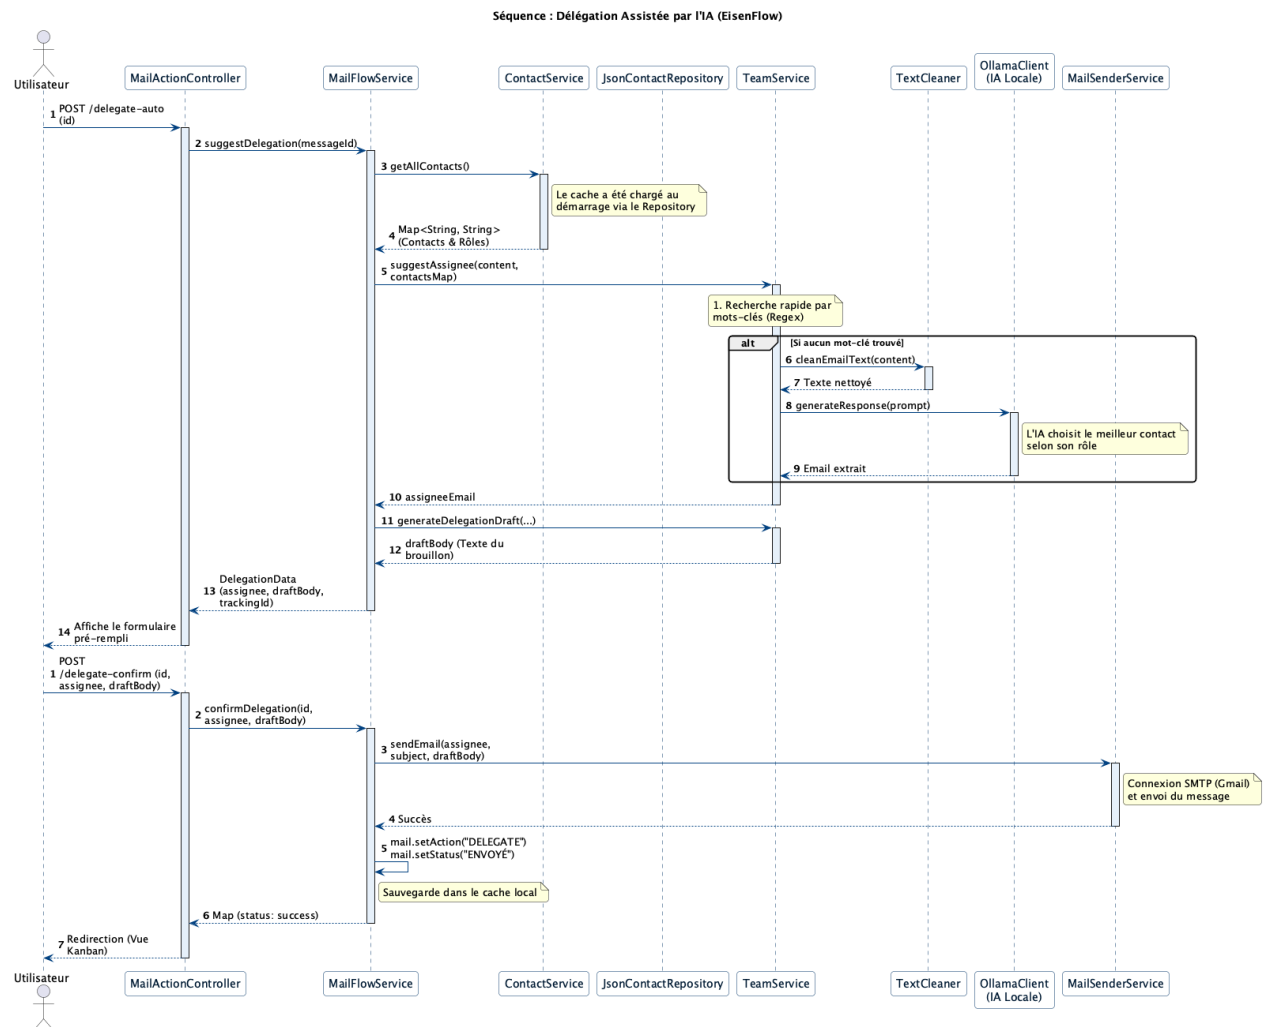 Séquence : Délégation Assistée par l'IA (EisenFlow)
Utilisateur
MailActionController
MailFlowService
ContactService
JsonContactRepository
TeamService
TextCleaner
OllamaClient
(IA Locale)
MailSenderService
1 POST /delegate-auto
(id)
2 suggestDelegation(messageId)
3 getAllContacts()
Le cache a été chargé au
démarrage via le Repository
4 Map<String, String>
(Contacts & Rôles)
5 suggestAssignee(content,
contactsMap)
1. Recherche rapide par
mots-clés (Regex)
alt [Si aucun mot-clé trouvé]
6 cleanEmailText(content)
7 Texte nettoyé
8 generateResponse(prompt)
L'IA choisit le meilleur contact
selon son rôle
9 Email extrait
10 assigneeEmail
11 generateDelegationDraft(...)
12 draftBody (Texte du
brouillon)
DelegationData
13 (assignee, draftBody,
trackingId)
14 Affiche le formulaire
pré-rempli
POST
1 /delegate-confirm (id,
assignee, draftBody)
2 confirmDelegation(id,
assignee, draftBody)
3 sendEmail(assignee,
subject, draftBody)
Connexion SMTP (Gmail)
et envoi du message
4 Succès
5 mail.setAction("DELEGATE")
mail.setStatus("ENVOYÉ")
Sauvegarde dans le cache local
6 Map (status: success)
7 Redirection (Vue
Kanban)
Utilisateur
MailActionController
MailFlowService
ContactService
JsonContactRepository
TeamService
TextCleaner
OllamaClient
(IA Locale)
MailSenderService